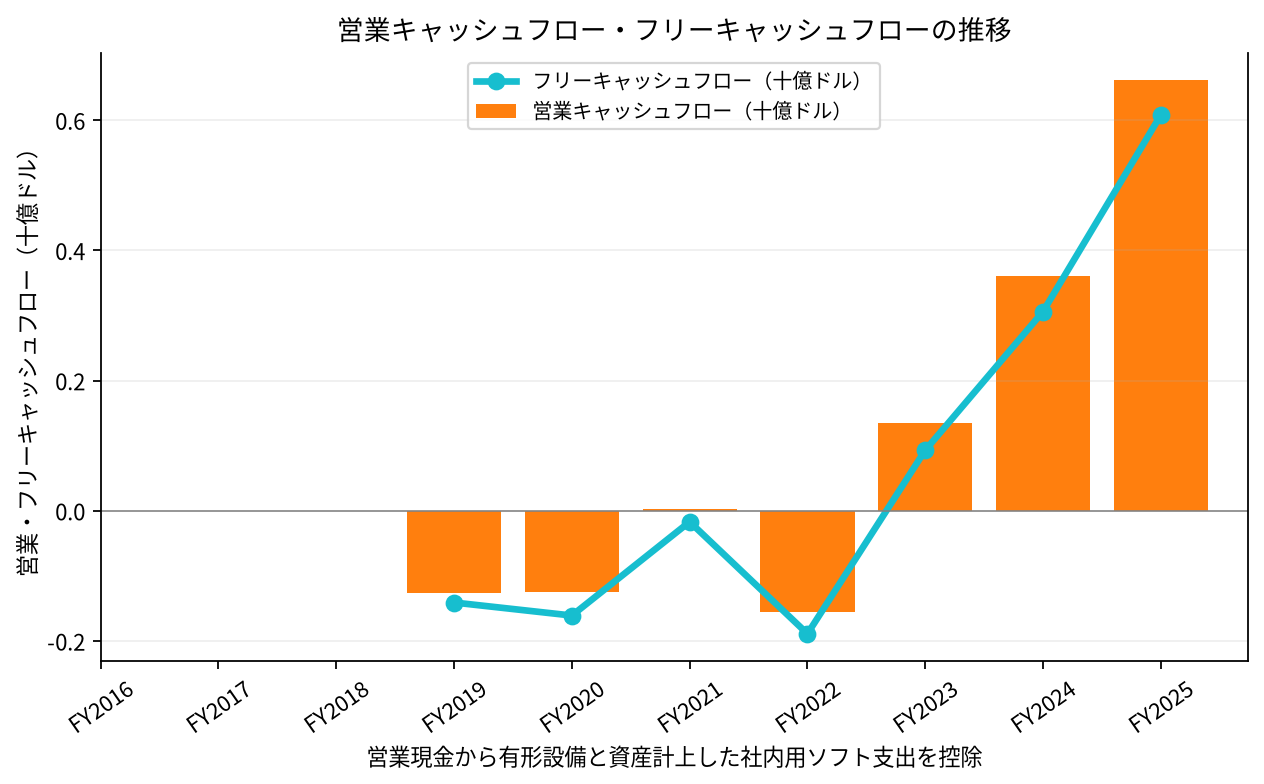 営業キャッシュフロー・フリーキャッシュフローの推移
フリーキャッシュフロー（十億ドル）
営業キャッシュフロー（十億ドル）
営業・フリーキャッシュフロー（十億ドル）
0.6
0.4
0.2
0.0
-0.2
FY2016
FY2017
FY2018
FY2019
FY2020
FY2021
FY2022
FY2023
FY2024
FY2025
営業現金から有形設備と資産計上した社内用ソフト支出を控除